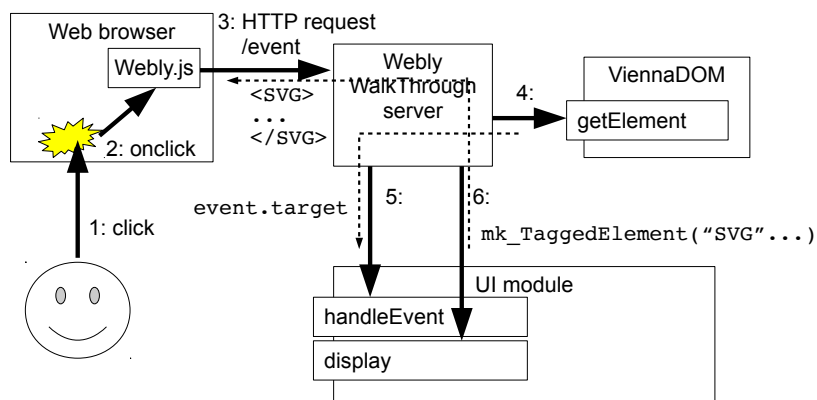 Web browser
Webly.js
3: HTTP request
/event
<SVG>
...
</SVG>
2: onclick
1: click
Webly
WalkThrough
server
4:
ViennaDOM
getElement
5:
6:
event.target
mk_TaggedElement(“SVG”...)
UI module
handleEvent
display